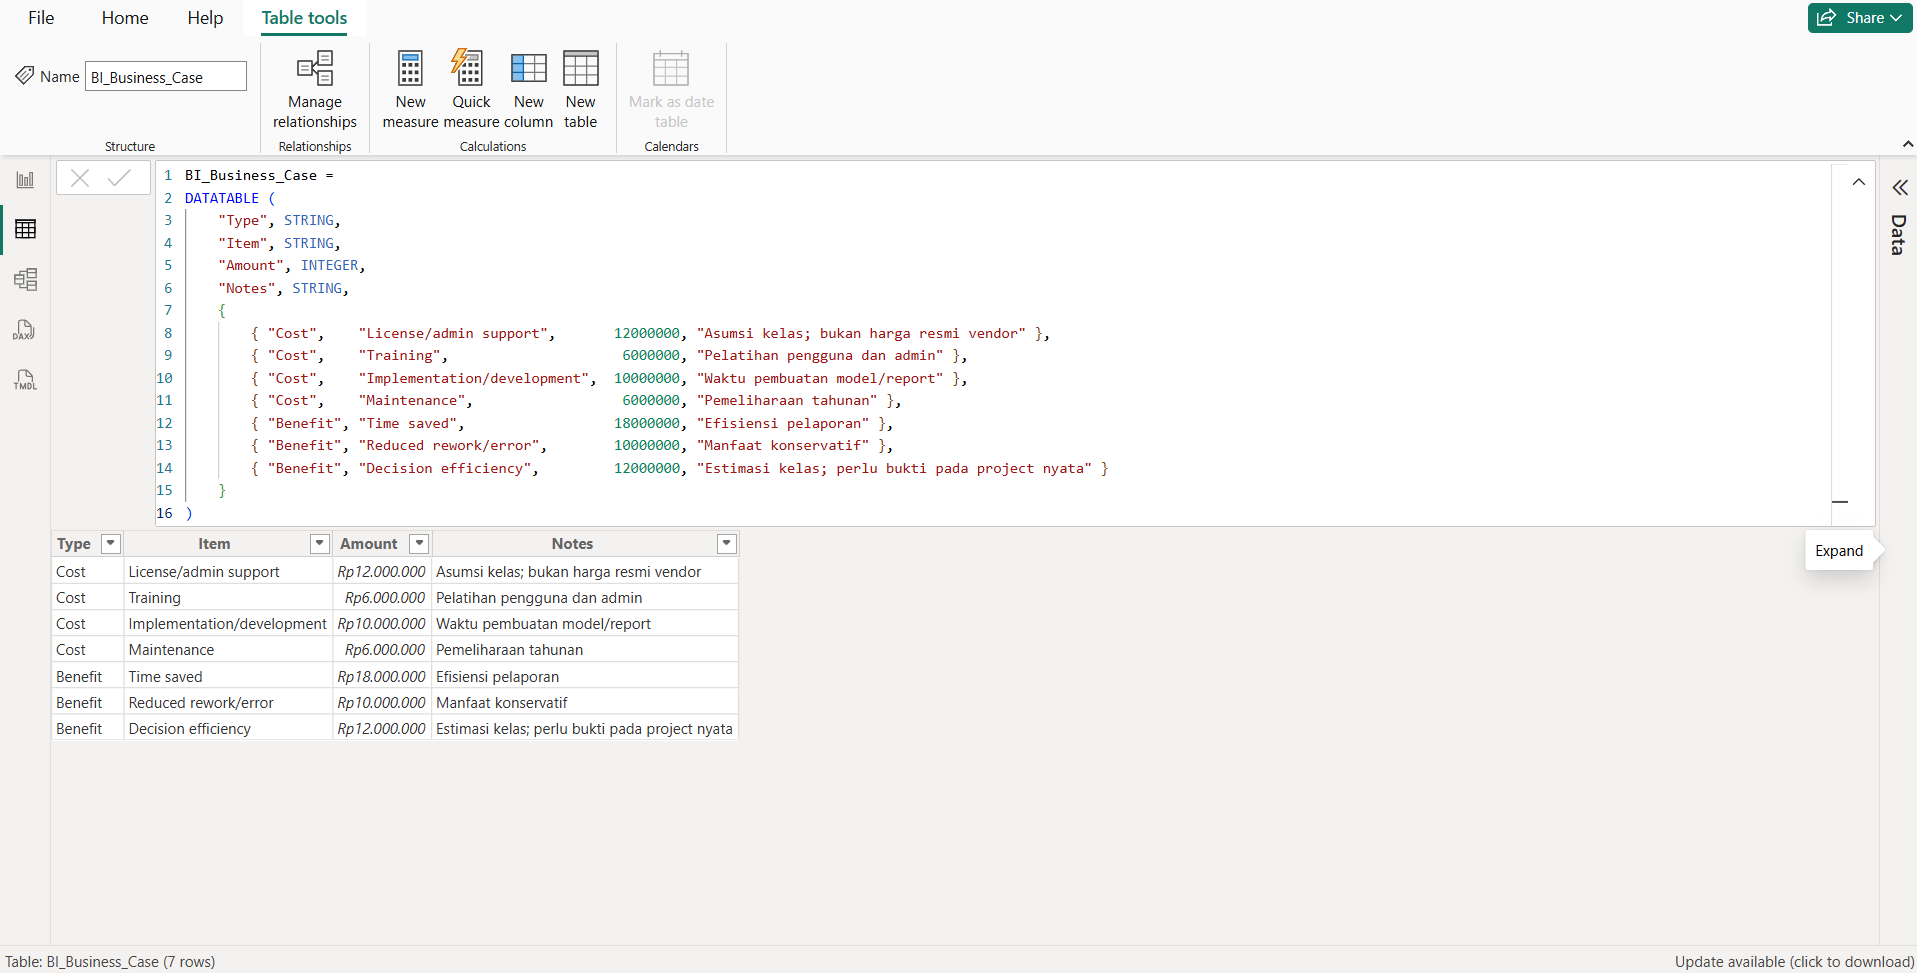 File Home Help Table tools Share
Name BI_Business_Case
Manage relationships
New measure
Quick measure
New column
New table
Mark as date table
Structure Relationships Calculations Calendars
1 BI_Business_Case =
2 DATATABLE (
3 "Type", STRING,
4 "Item", STRING,
5 "Amount", INTEGER,
6 "Notes", STRING,
7 {
8 { "Cost", "License/admin support", 12000000, "Asumsi kelas; bukan harga resmi vendor" },
9 { "Cost", "Training", 6000000, "Pelatihan pengguna dan admin" },
10 { "Cost", "Implementation/development", 10000000, "Waktu pembuatan model/report" },
11 { "Cost", "Maintenance", 6000000, "Pemeliharaan tahunan" },
12 { "Benefit", "Time saved", 18000000, "Efisiensi pelaporan" },
13 { "Benefit", "Reduced rework/error", 10000000, "Manfaat konservatif" },
14 { "Benefit", "Decision efficiency", 12000000, "Estimasi kelas; perlu bukti pada project nyata" }
15 }
16 )
DAX
TMDL
Data
Expand
Type Item Amount Notes
Cost License/admin support Rp12.000.000 Asumsi kelas; bukan harga resmi vendor
Cost Training Rp6.000.000 Pelatihan pengguna dan admin
Cost Implementation/development Rp10.000.000 Waktu pembuatan model/report
Cost Maintenance Rp6.000.000 Pemeliharaan tahunan
Benefit Time saved Rp18.000.000 Efisiensi pelaporan
Benefit Reduced rework/error Rp10.000.000 Manfaat konservatif
Benefit Decision efficiency Rp12.000.000 Estimasi kelas; perlu bukti pada project nyata
Table: BI_Business_Case (7 rows) Update available (click to download)